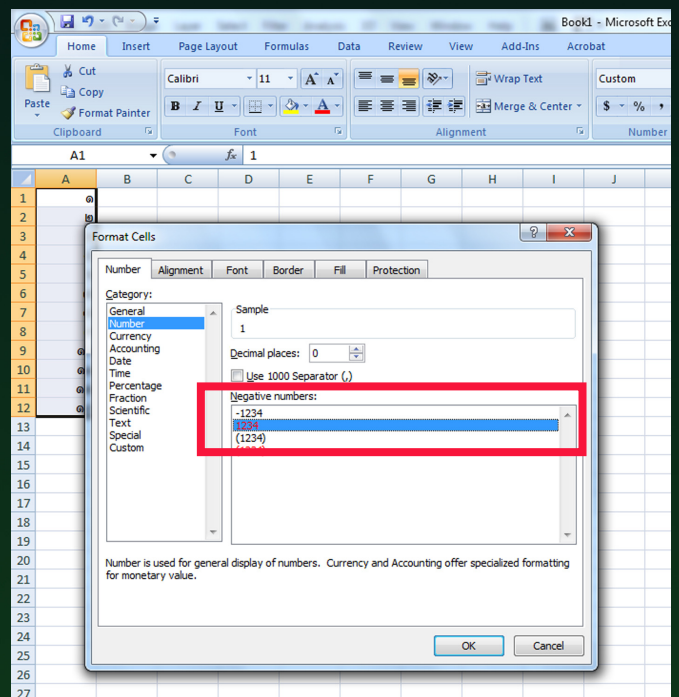 Book1 - Microsoft Exc
Home Insert Page Layout Formulas Data Review View Add-Ins Acrobat
Cut
Copy
Format Painter
Paste
Calibri 11
Wrap Text
Merge & Center
Custom
B I U A
$ % ,
Clipboard Font Alignment Number
A1 fx 1
A B C D E F G H I J
1 ๑
2 ๒
3
4
5
6
7
8
9
10
11
12
13
14
15
16
17
18
19
20
21
22
23
24
25
26
27
Format Cells
Number Alignment Font Border Fill Protection
Category:
General
Number
Currency
Accounting
Date
Time
Percentage
Fraction
Scientific
Text
Special
Custom
Sample
1
Decimal places: 0
Use 1000 Separator (,)
Negative numbers:
-1234
1234
(1234)
Number is used for general display of numbers. Currency and Accounting offer specialized formatting
for monetary value.
OK Cancel